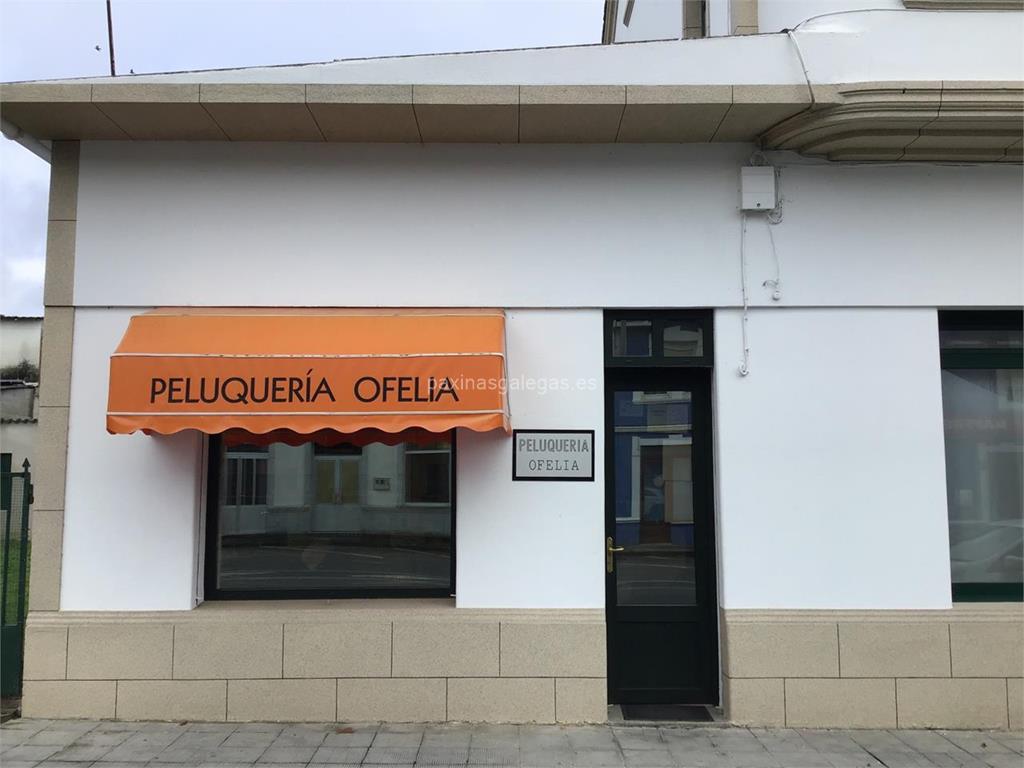 PELUQUERÍA OFELIA
paxinasgalegas.es
PELUQUERIA
OFELIA